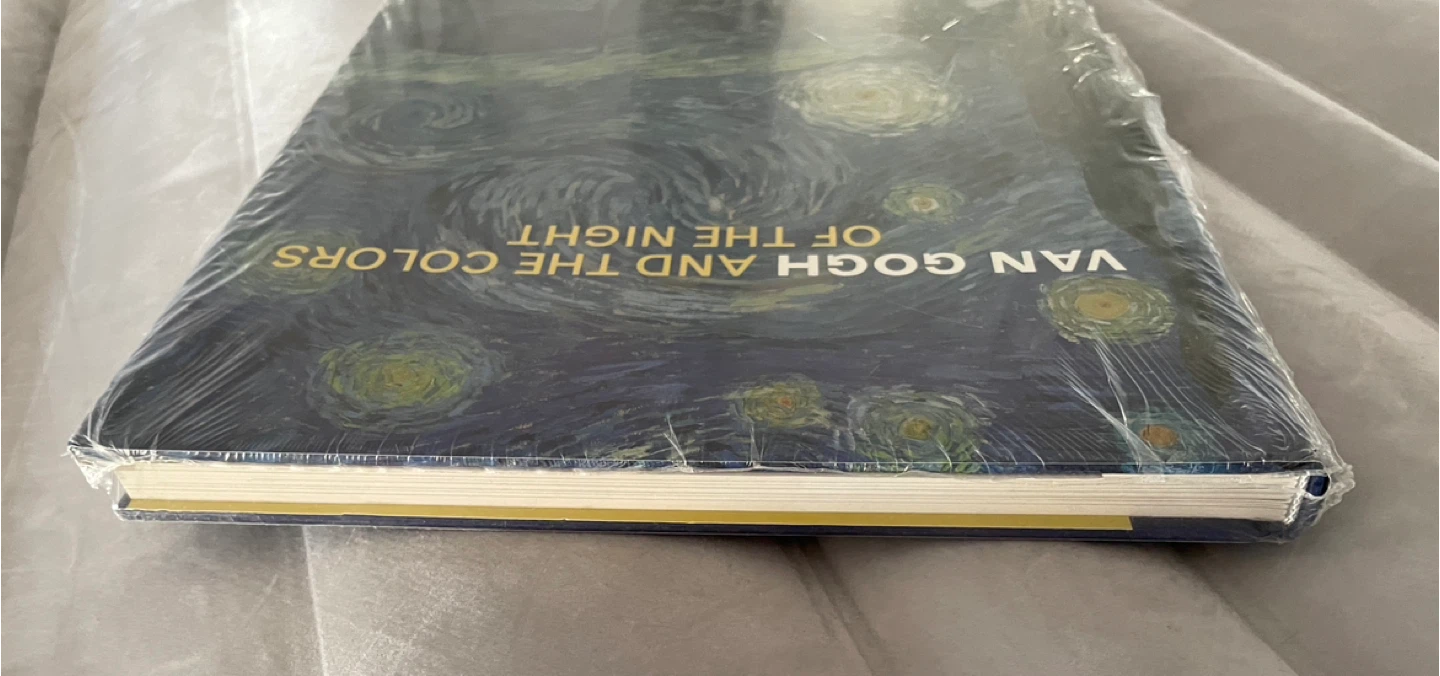 VAN GOGH AND THE COLORS
OF THE NIGHT